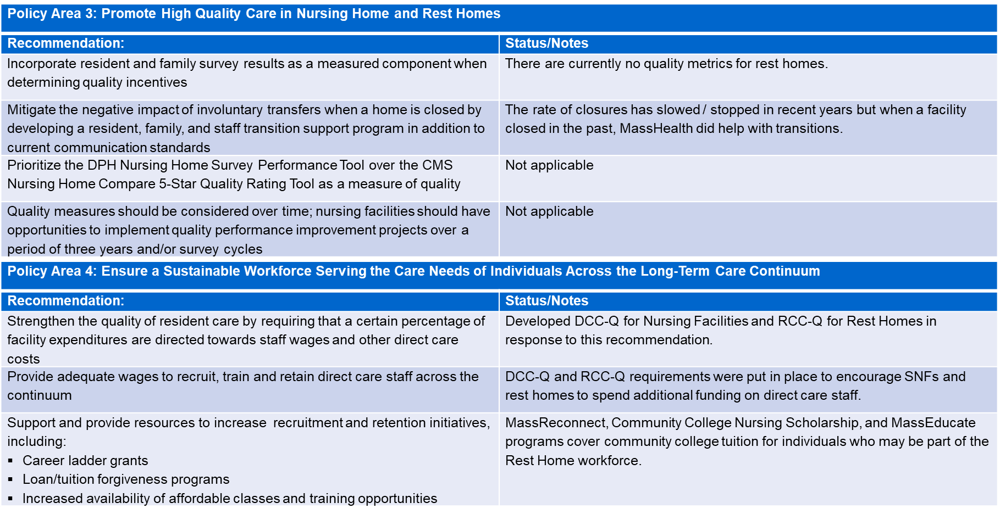 Policy Area 3: Promote High Quality Care in Nursing Home and Rest Homes
Recommendation:
Status/Notes
Incorporate resident and family survey results as a measured component when
determining quality incentives
There are currently no quality metrics for rest homes.
Mitigate the negative impact of involuntary transfers when a home is closed by
developing a resident, family, and staff transition support program in addition to
current communication standards
The rate of closures has slowed / stopped in recent years but when a facility
closed in the past, MassHealth did help with transitions.
Prioritize the DPH Nursing Home Survey Performance Tool over the CMS
Nursing Home Compare 5-Star Quality Rating Tool as a measure of quality
Not applicable
Quality measures should be considered over time; nursing facilities should have
opportunities to implement quality performance improvement projects over a
period of three years and/or survey cycles
Not applicable
Policy Area 4: Ensure a Sustainable Workforce Serving the Care Needs of Individuals Across the Long-Term Care Continuum
Recommendation:
Status/Notes
Strengthen the quality of resident care by requiring that a certain percentage of
facility expenditures are directed towards staff wages and other direct care
costs
Developed DCC-Q for Nursing Facilities and RCC-Q for Rest Homes in
response to this recommendation.
Provide adequate wages to recruit, train and retain direct care staff across the
continuum
DCC-Q and RCC-Q requirements were put in place to encourage SNFs and
rest homes to spend additional funding on direct care staff.
Support and provide resources to increase recruitment and retention initiatives,
including:
▪ Career ladder grants
▪ Loan/tuition forgiveness programs
▪ Increased availability of affordable classes and training opportunities
MassReconnect, Community College Nursing Scholarship, and MassEducate
programs cover community college tuition for individuals who may be part of the
Rest Home workforce.